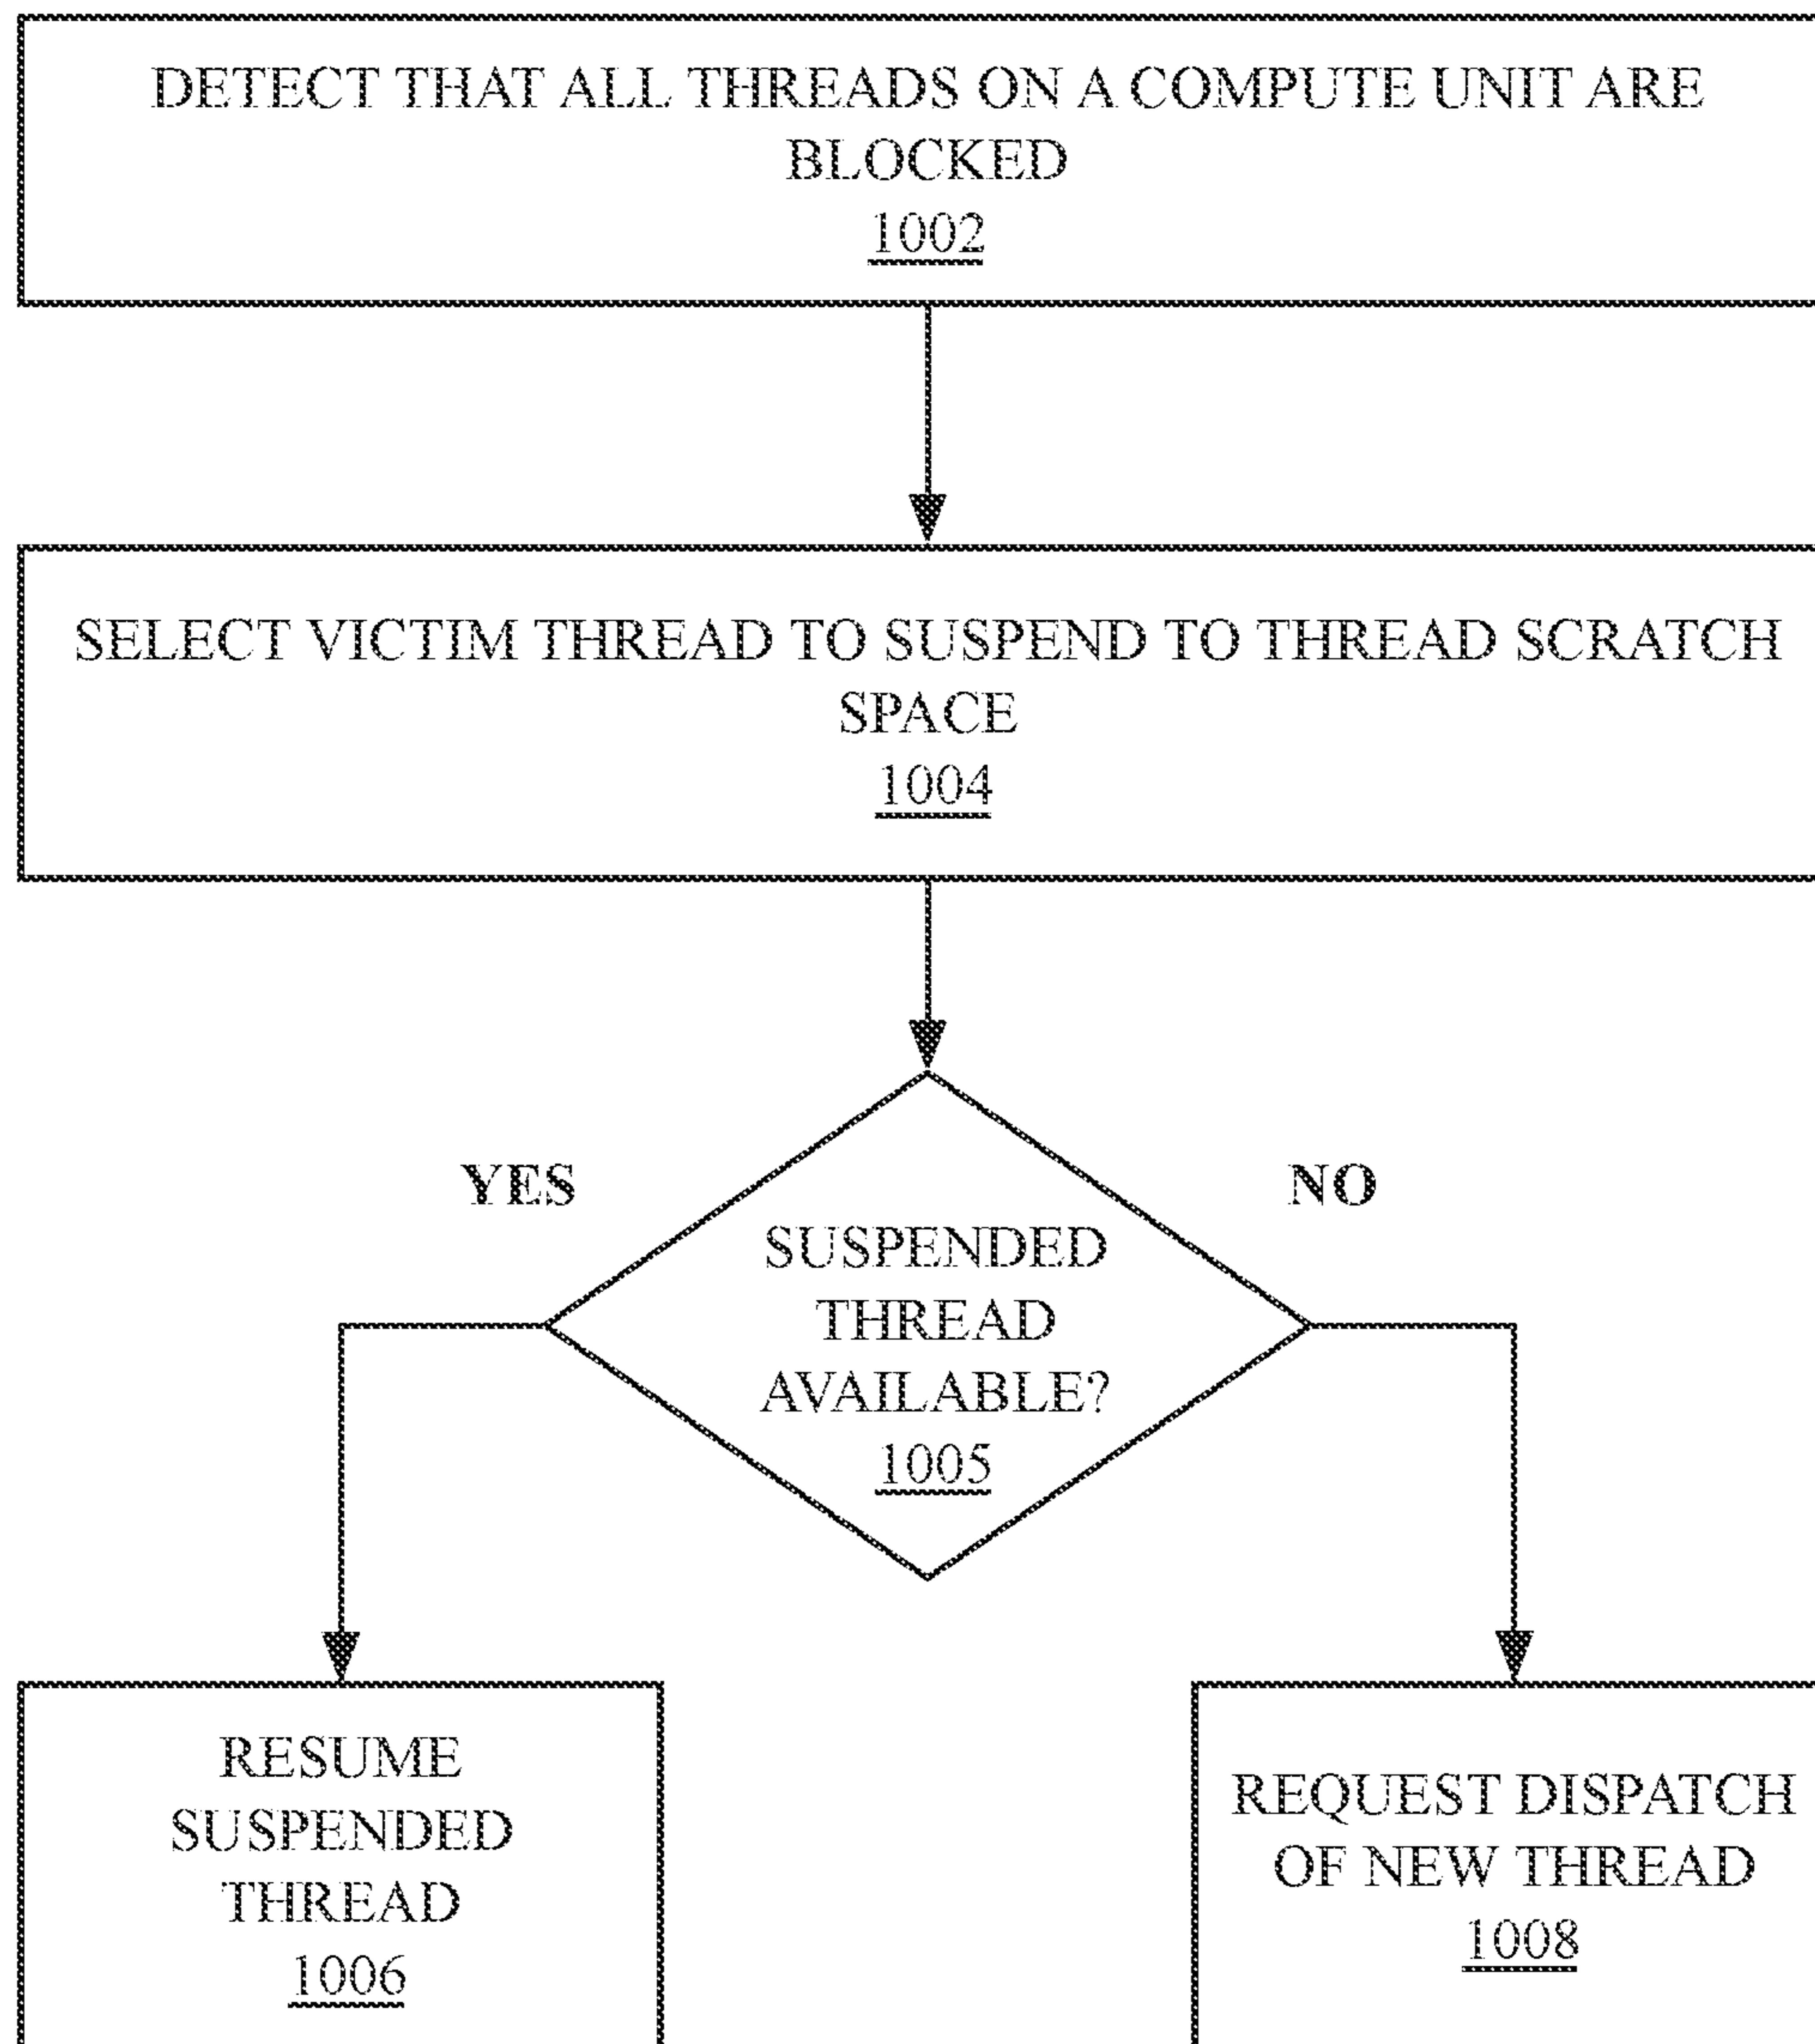 DETECT THAT ALL THREADS ON A COMPUTE UNIT ARE
BLOCKED
1002
SELECT VICTIM THREAD TO SUSPEND TO THREAD SCRATCH
SPACE
1004
YES
NO
SUSPENDED
THREAD
AVAILABLE?
1005
RESUME
SUSPENDED
THREAD
1006
REQUEST DISPATCH
OF NEW THREAD
1008